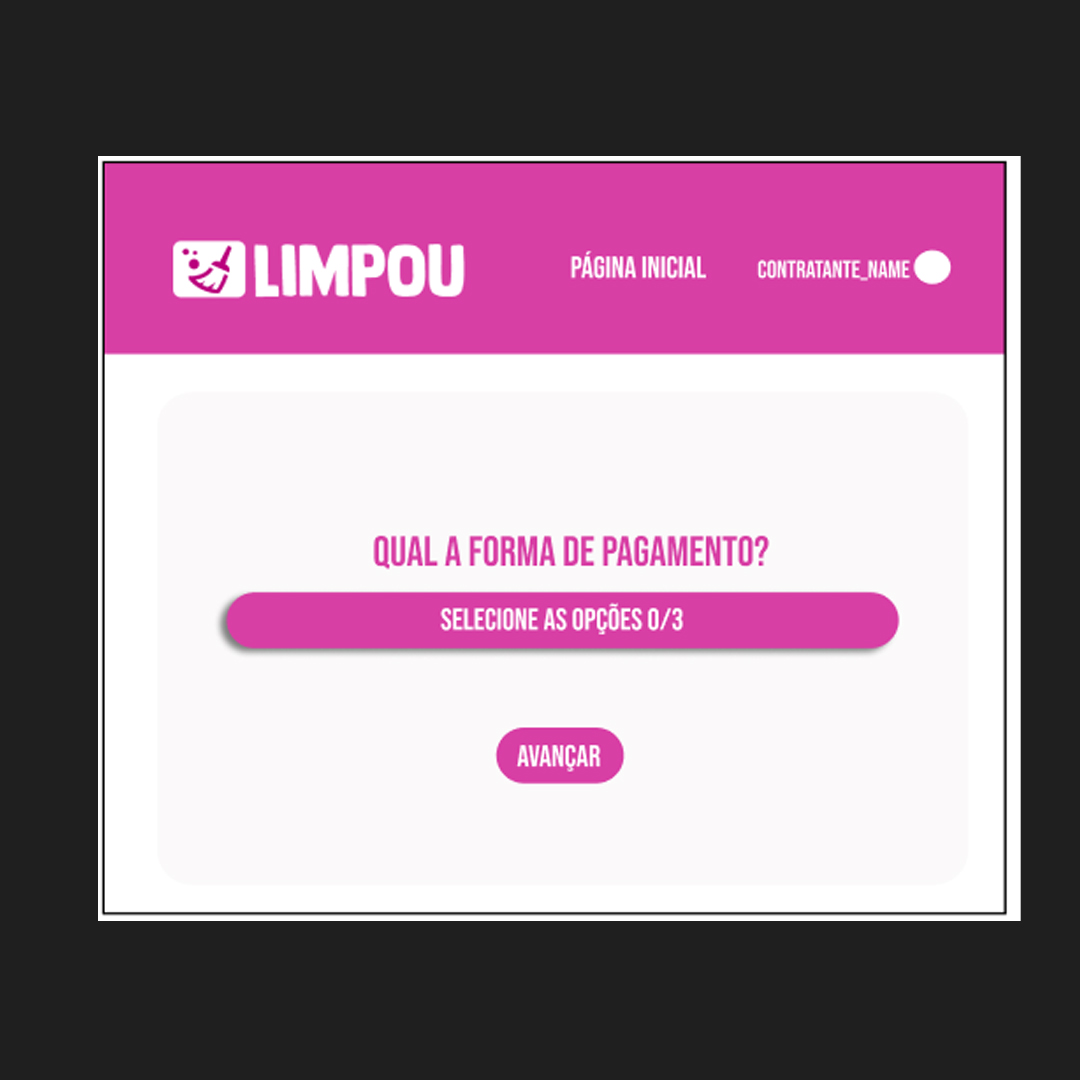 LIMPOU
PÁGINA INICIAL
CONTRATANTE_NAME
QUAL A FORMA DE PAGAMENTO?
SELECIONE AS OPÇÕES 0/3
AVANÇAR